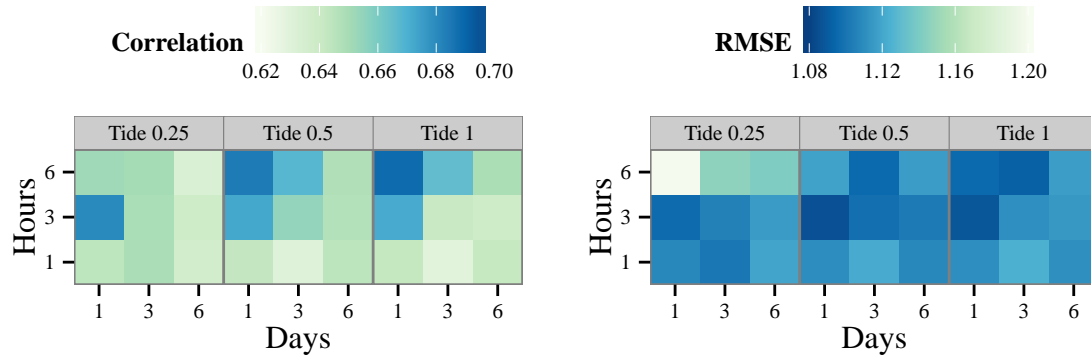 Correlation
0.62 0.64 0.66 0.68 0.70
Tide 0.25 Tide 0.5 Tide 1
6
3
1
Hours
1 3 6 1 3 6 1 3 6
Days
RMSE
1.08 1.12 1.16 1.20
Tide 0.25 Tide 0.5 Tide 1
6
3
1
Hours
1 3 6 1 3 6 1 3 6
Days